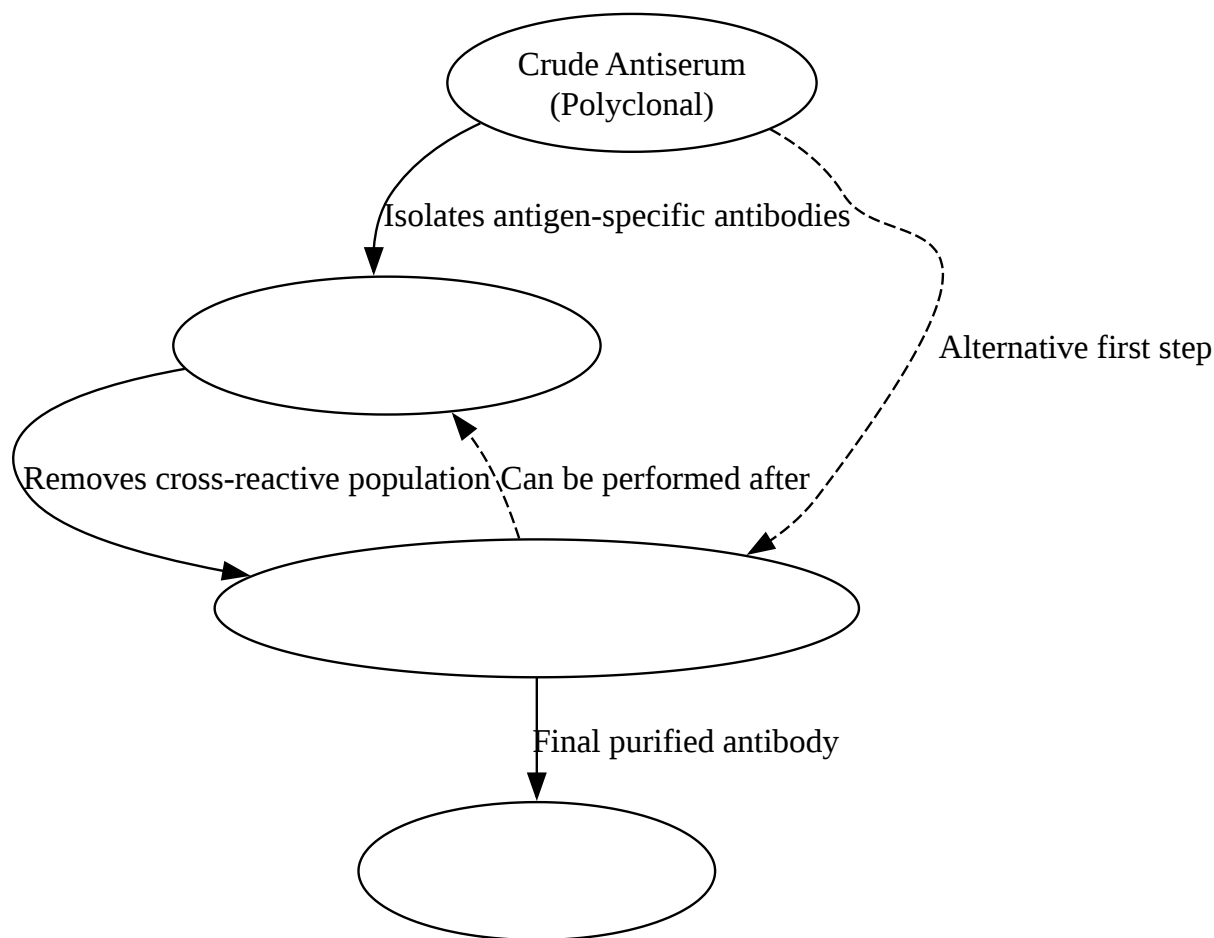 Crude Antiserum
(Polyclonal)
Isolates antigen-specific antibodies
Alternative first step
Removes cross-reactive population
Can be performed after
Final purified antibody